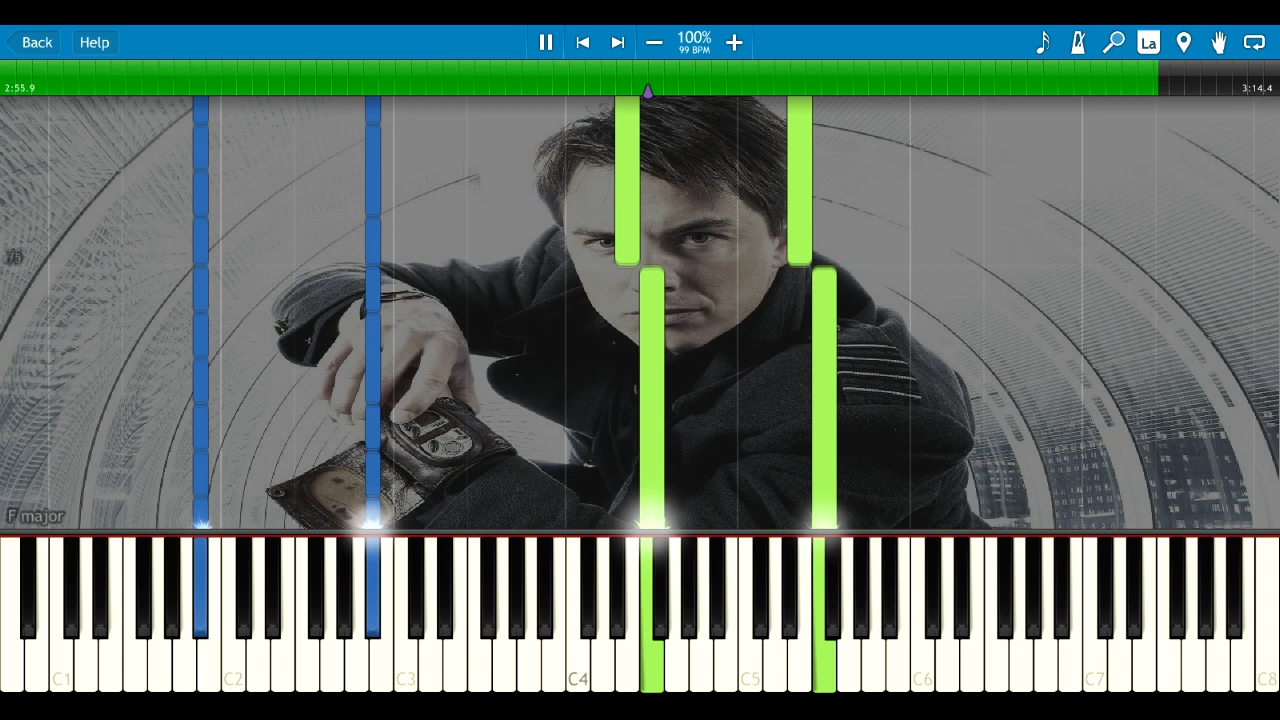 Back
Help
100%
99 BPM
La
2:55.9
3:14.4
75
F major
C1
C2
C3
C4
C5
C6
C7
C8